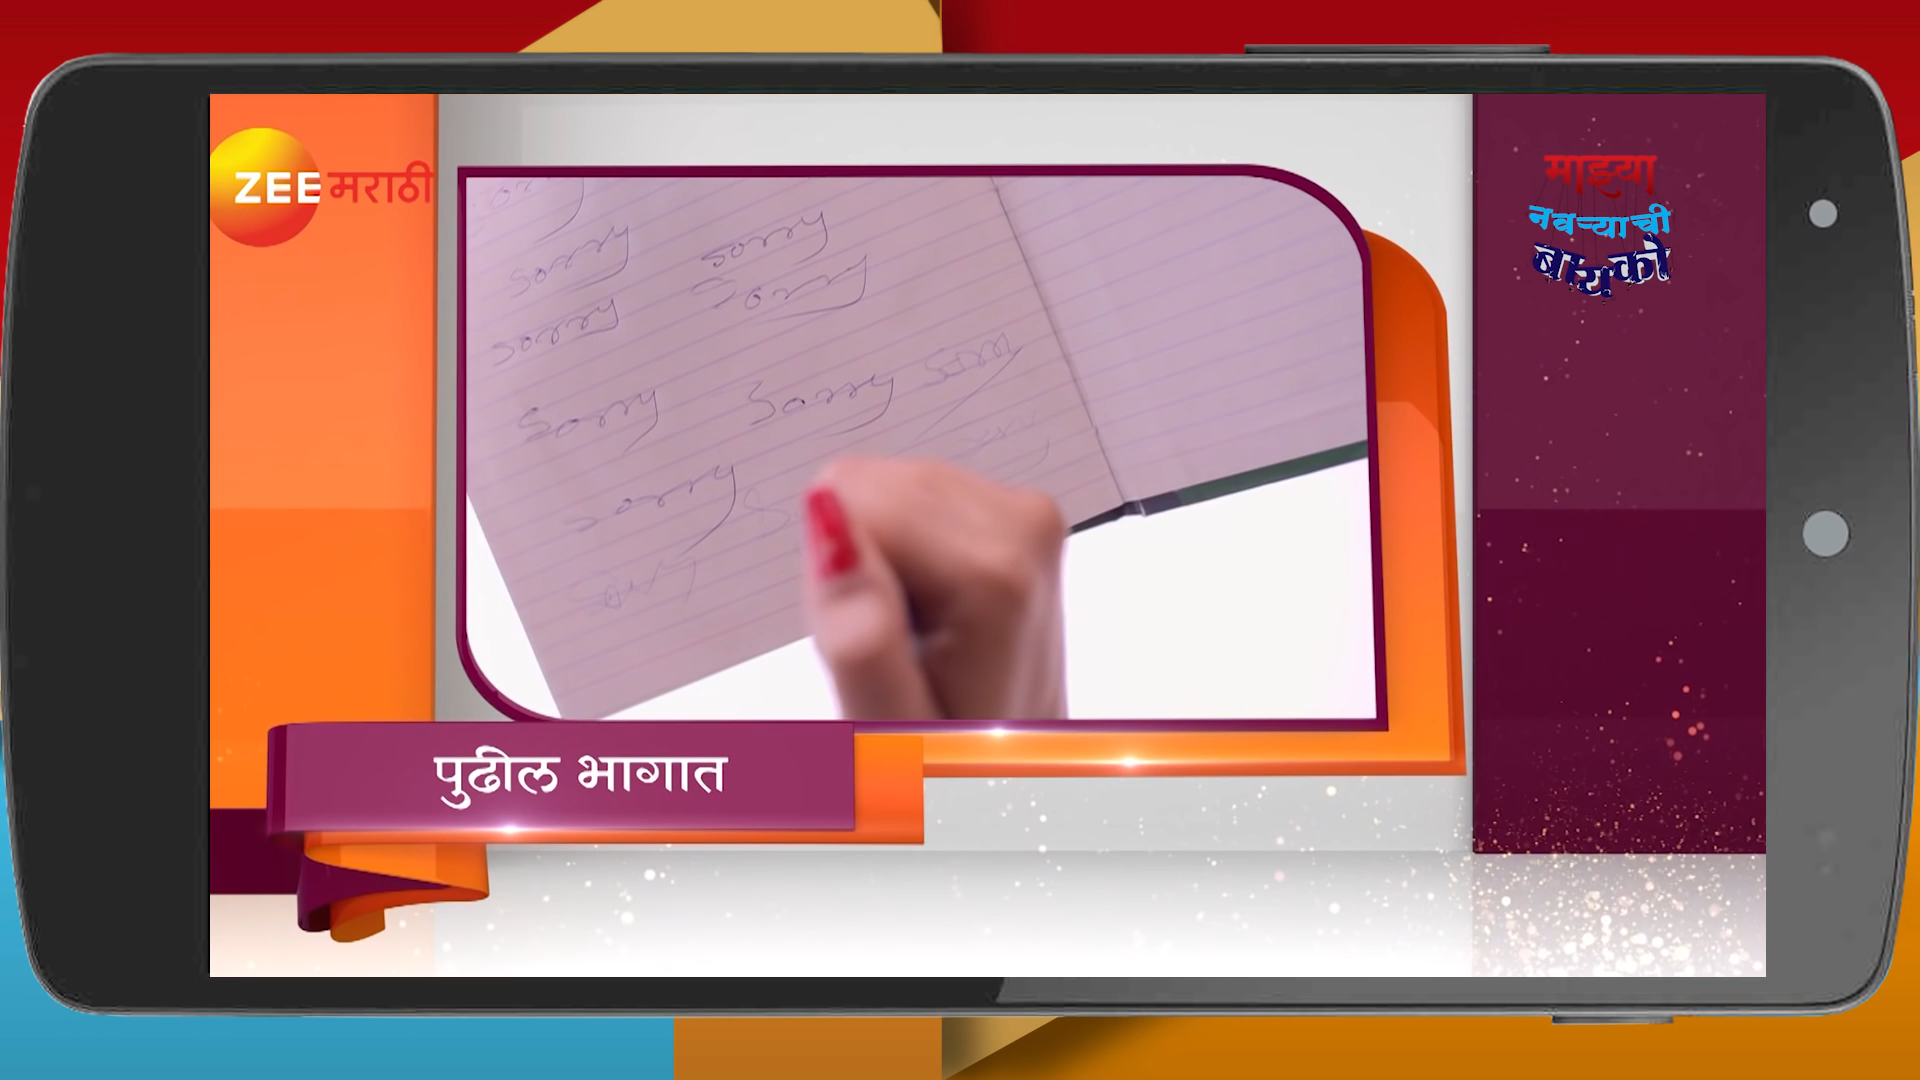 ZEE मराठी
माझ्या
नवऱ्याची
बायको
sorry sorry
sorry sorry
sorry sorry
sorry
पुढील भागात